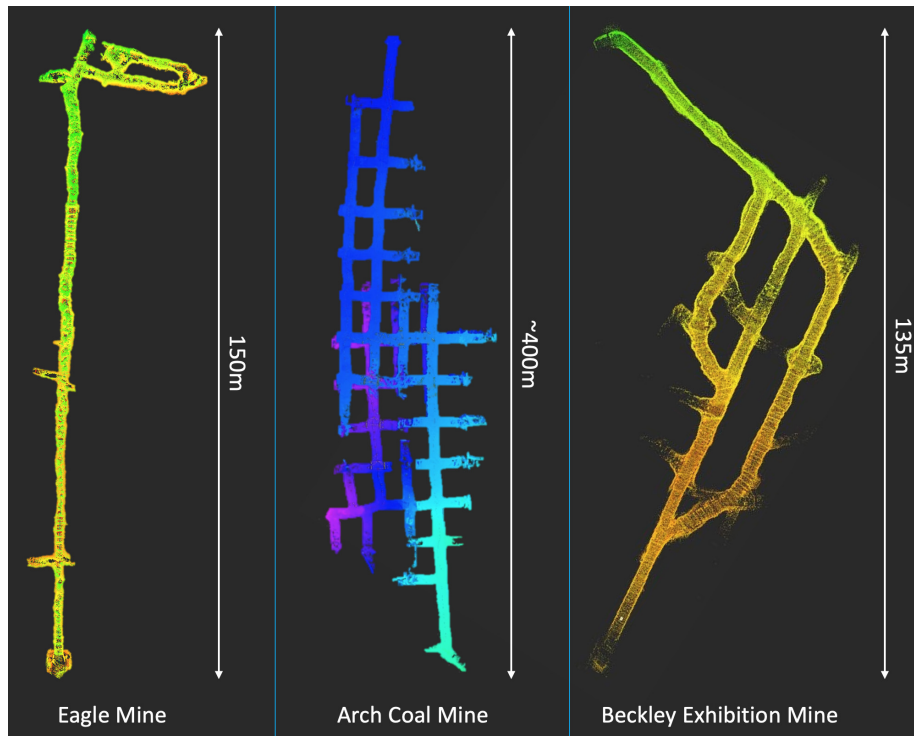 150m
~400m
135m
Eagle Mine
Arch Coal Mine
Beckley Exhibition Mine